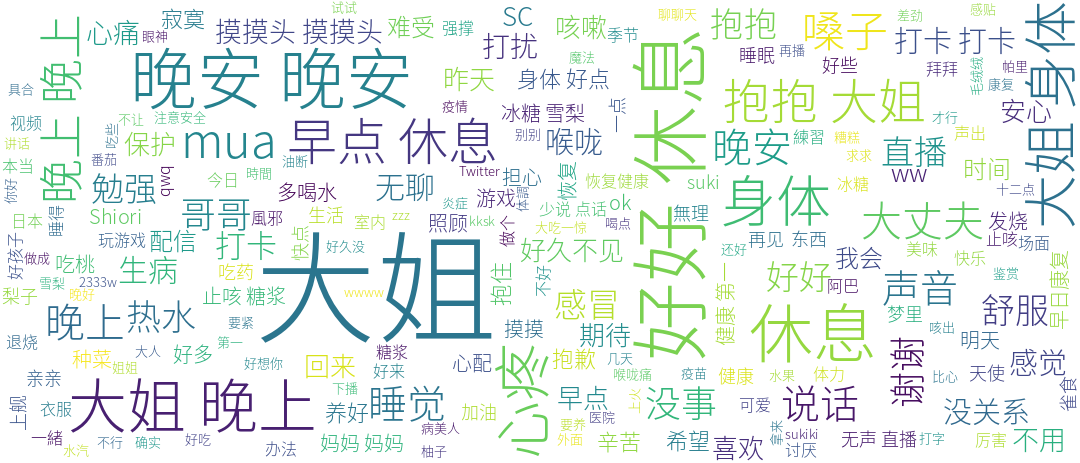 晚上
心痛
眼神
寂寞
试试
摸摸头 摸摸头
难受
强撑
SC
打扰
咳嗽
季节
抱抱
聊聊天
嗓子
差劲
打卡 打卡
感贴
身体
具合
晚安 晚安
疫情
昨天
身体 好点
魔法
睡眠
再播
好些
拜拜
毛绒绒
帕里
康复
安心
视频
不让
注意安全
冰糖 雪梨
一点
休息
抱抱 大姐
才行
大姐
讲话
吃些
保护
mua
早点 休息
别别
喉咙
晚安
練習
糟糕
声出
本当
晚上
番茄
油断
Twitter
求求
直播
时间
你好
勉强
qwq
今日
時間
多喝水
无聊
体調
担心
恢复
恢复健康
suki
冰糖
ww
十二点
日本
睡得
Shiori
哥哥
風邪
生活
zzz
炎症
游戏
少说 点话
ok
身体
大丈夫
发烧
玩游戏
配信
打卡
室内
照顾
kksk
做个
喝点
無理
止咳
场面
好孩子
做成
快点
好久没
大吃一惊
好久不见
还好
再见
东西
美味
快乐
吃桃
生病
吃药
大姐
抱住
不好
好好
健康 第一
好好
我会
声音
鉴赏
早日康复
梨子
雪梨
2333w
晚好
止咳 糖浆
wwww
感冒
阿巴
梦里
舒服
晚上
热水
要紧
摸摸
期待
休息
咳出
明天
退烧
大人
第一
种菜
姐姐
好多
好想你
回来
糖浆
好来
心配
心疼
抱歉
几天
谢谢
感觉
亲亲
下播
喉咙痛
疫苗
健康
水果
体力
天使
比心
上舰
衣服
大姐 晚上
养好
睡觉
早点
上火
没事
可爱
说话
没关系
雀食
一緒
加油
医院
sukiki
拿来
无声 直播
打字
水汽
不行
确实
好吃
办法
妈妈 妈妈
病美人
柚子
要养
外面
辛苦
希望
喜欢
讨厌
厉害
不用